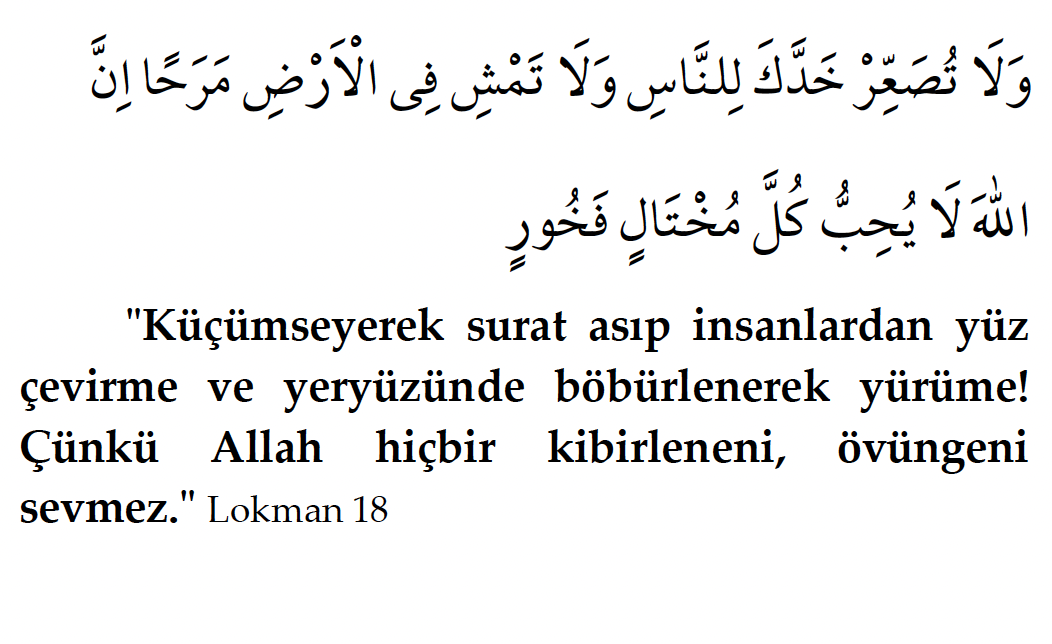 وَلَا تُصَعِّرْ خَدَّكَ لِلنَّاسِ وَلَا تَمْشِ فِى الْاَرْضِ مَرَحًا اِنَّ
اللّٰهَ لَا يُحِبُّ كُلَّ مُخْتَالٍ فَخُورٍ
"Küçümseyerek surat asıp insanlardan yüz
çevirme ve yeryüzünde böbürlenerek yürüme!
Çünkü Allah hiçbir kibirleneni, övüngeni
sevmez." Lokman 18